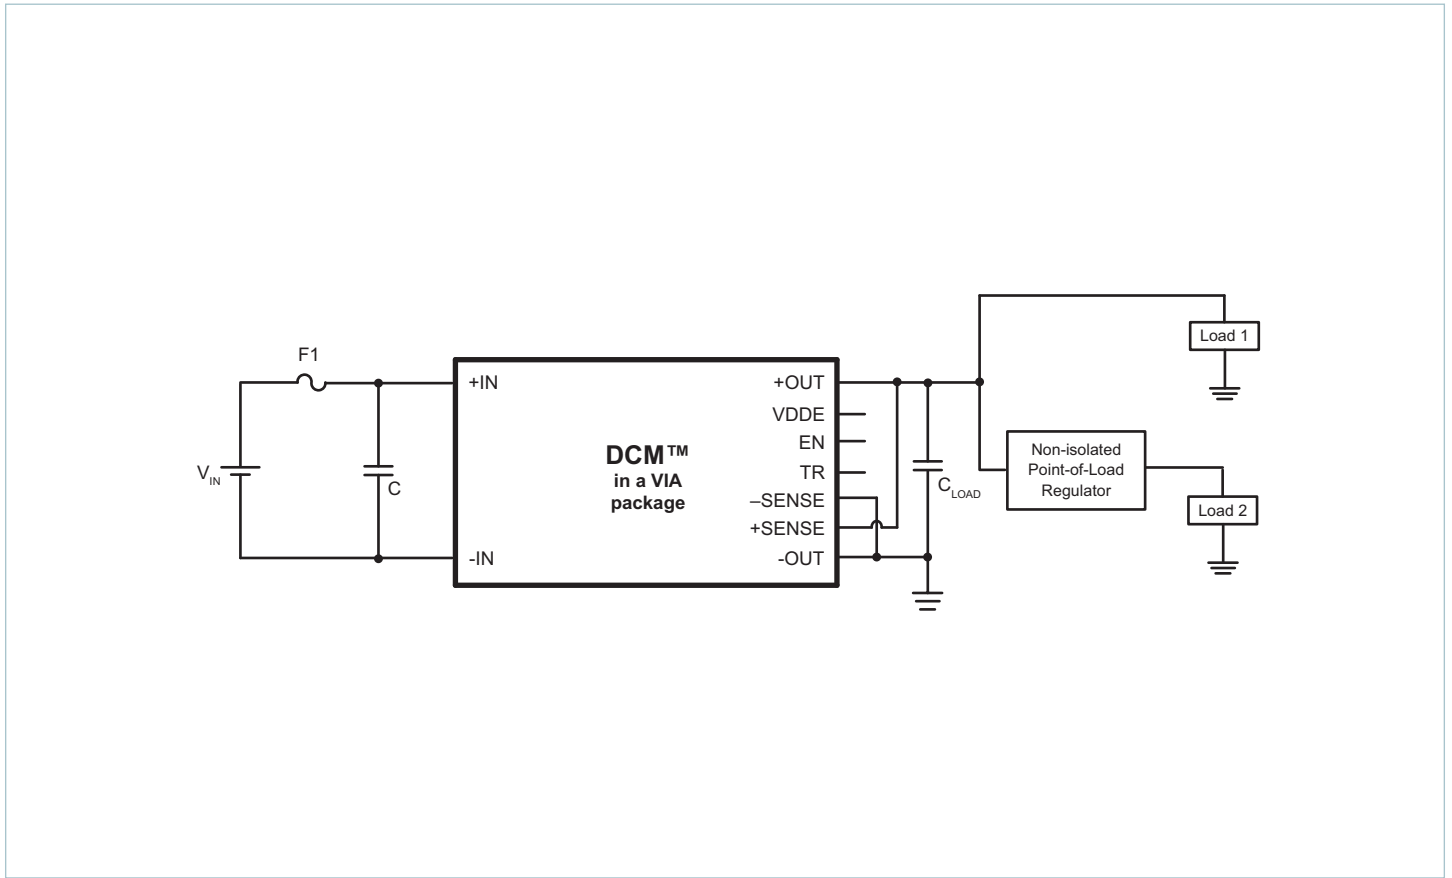 F1
V IN
C
+IN
-IN
DCM™
in a VIA
package
+OUT
VDDE
EN
TR
–SENSE
+SENSE
-OUT
C LOAD
Load 1
Non-isolated
Point-of-Load
Regulator
Load 2